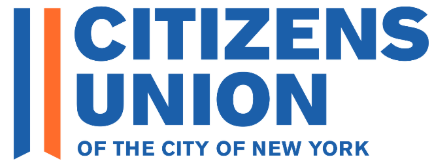 CITIZENS
UNION
OF THE CITY OF NEW YORK